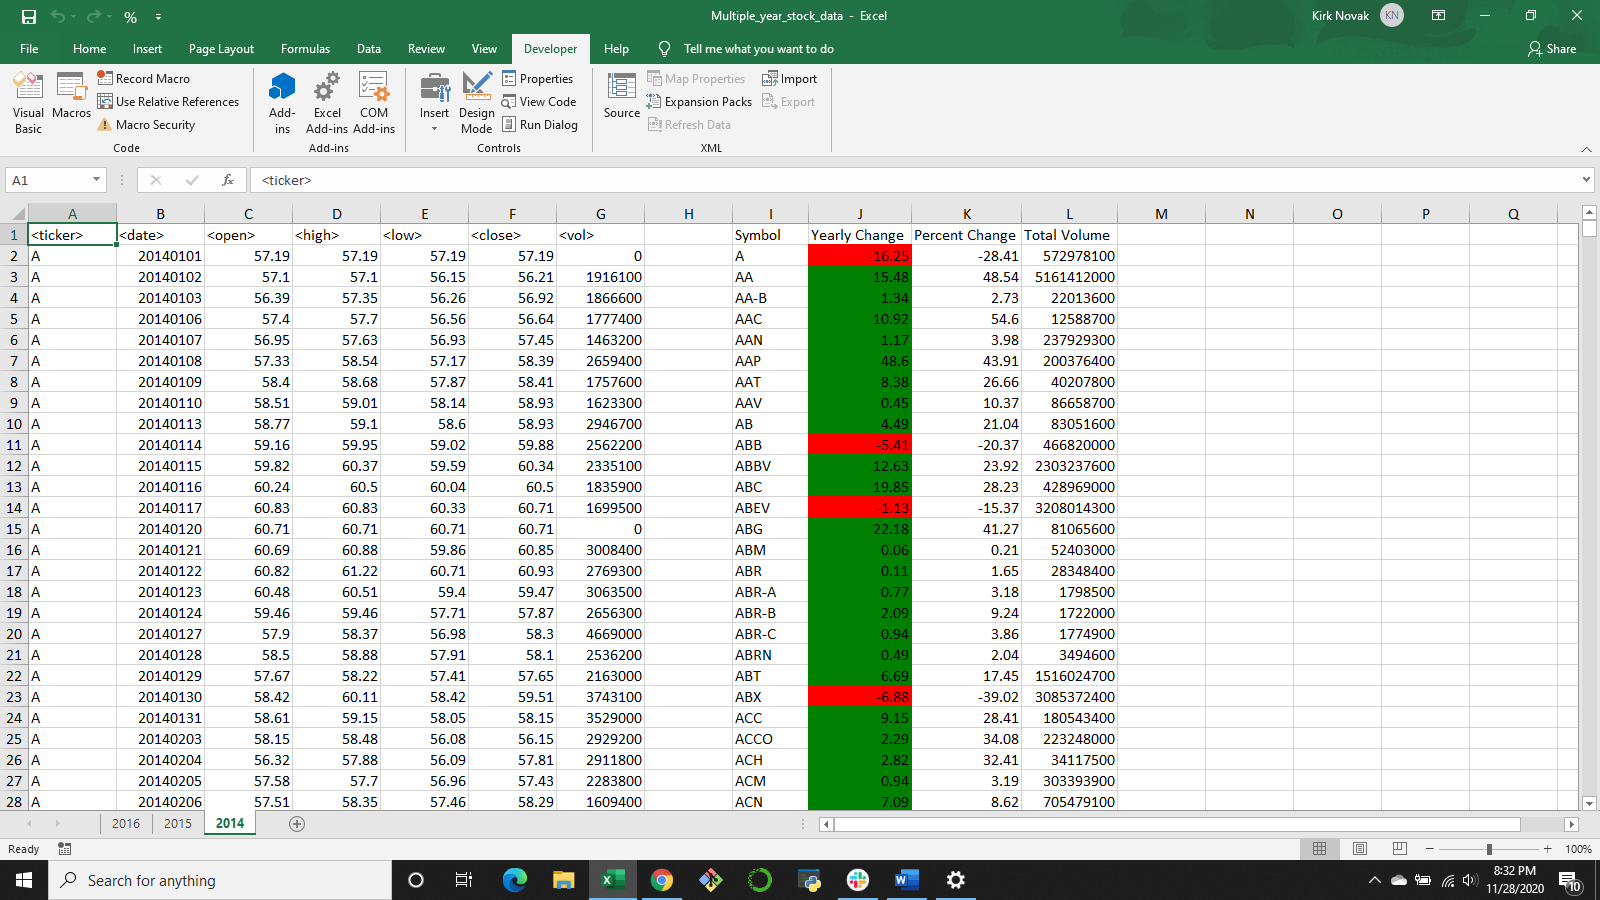 % Multiple_year_stock_data - Excel Kirk Novak KN
File Home Insert Page Layout Formulas Data Review View Developer Help Tell me what you want to do Share
Visual Basic Macros Record Macro Use Relative References Macro Security Add-ins Excel Add-ins COM Add-ins Insert Design Mode Properties View Code Run Dialog Source Map Properties Expansion Packs Refresh Data Import Export
Code Add-ins Controls XML
A1 fx <ticker>
A B C D E F G H I J K L M N O P Q
1 <ticker> <date> <open> <high> <low> <close> <vol> Symbol Yearly Change Percent Change Total Volume
2 A 20140101 57.19 57.19 57.19 57.19 0 A -16.25 -28.41 572978100
3 A 20140102 57.1 57.1 56.15 56.21 1916100 AA 15.48 48.54 5161412000
4 A 20140103 56.39 57.35 56.26 56.92 1866600 AA-B 1.34 2.73 22013600
5 A 20140106 57.4 57.7 56.56 56.64 1777400 AAC 10.92 54.6 12588700
6 A 20140107 56.95 57.63 56.93 57.45 1463200 AAN 1.17 3.98 237929300
7 A 20140108 57.33 58.54 57.17 58.39 2659400 AAP 48.6 43.91 200376400
8 A 20140109 58.4 58.68 57.87 58.41 1757600 AAT 8.38 26.66 40207800
9 A 20140110 58.51 59.01 58.14 58.93 1623300 AAV 0.45 10.37 86658700
10 A 20140113 58.77 59.1 58.6 58.93 2946700 AB 4.49 21.04 83051600
11 A 20140114 59.16 59.95 59.02 59.88 2562200 ABB -5.41 -20.37 466820000
12 A 20140115 59.82 60.37 59.59 60.34 2335100 ABBV 12.63 23.92 2303237600
13 A 20140116 60.24 60.5 60.04 60.5 1835900 ABC 19.85 28.23 428969000
14 A 20140117 60.83 60.83 60.33 60.71 1699500 ABEV -1.13 -15.37 3208014300
15 A 20140120 60.71 60.71 60.71 60.71 0 ABG 22.18 41.27 81065600
16 A 20140121 60.69 60.88 59.86 60.85 3008400 ABM 0.06 0.21 52403000
17 A 20140122 60.82 61.22 60.71 60.93 2769300 ABR 0.11 1.65 28348400
18 A 20140123 60.48 60.51 59.4 59.47 3063500 ABR-A 0.77 3.18 1798500
19 A 20140124 59.46 59.46 57.71 57.87 2656300 ABR-B 2.09 9.24 1722000
20 A 20140127 57.9 58.37 56.98 58.3 4669000 ABR-C 0.94 3.86 1774900
21 A 20140128 58.5 58.88 57.91 58.1 2536200 ABRN 0.49 2.04 3494600
22 A 20140129 57.67 58.22 57.41 57.65 2163000 ABT 6.69 17.45 1516024700
23 A 20140130 58.42 60.11 58.42 59.51 3743100 ABX -6.88 -39.02 3085372400
24 A 20140131 58.61 59.15 58.05 58.15 3529000 ACC 9.15 28.41 180543400
25 A 20140203 58.15 58.48 56.08 56.15 2929200 ACCO 2.29 34.08 223248000
26 A 20140204 56.32 57.88 56.09 57.81 2911800 ACH 2.82 32.41 34117500
27 A 20140205 57.58 57.7 56.96 57.43 2283800 ACM 0.94 3.19 303393900
28 A 20140206 57.51 58.35 57.46 58.29 1609400 ACN 7.09 8.62 705479100
2016 2015 2014
Ready 100%
Search for anything 8:32 PM
11/28/2020 10